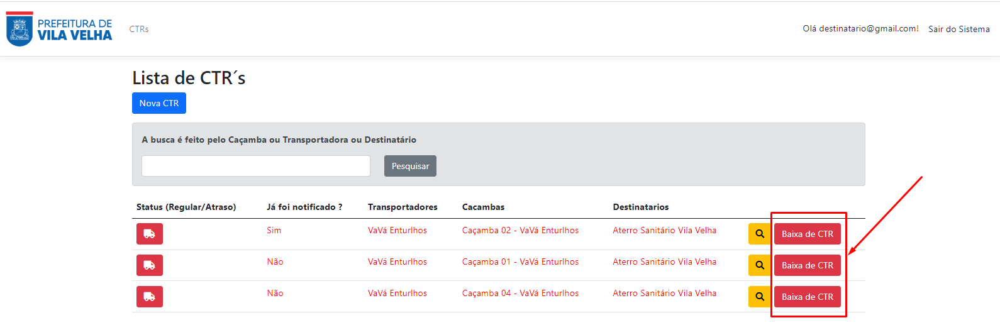 PREFEITURA DE
VILA VELHA
CTRs
Olá destinatario@gmail.com! Sair do Sistema
Lista de CTR´s
Nova CTR
A busca é feito pelo Caçamba ou Transportadora ou Destinatário
Pesquisar
Status (Regular/Atraso) Já foi notificado ? Transportadores Cacambas Destinatarios
Sim VaVá Enturlhos Caçamba 02 - VaVá Enturlhos Aterro Sanitário Vila Velha Baixa de CTR
Não VaVá Enturlhos Caçamba 01 - VaVá Enturlhos Aterro Sanitário Vila Velha Baixa de CTR
Não VaVá Enturlhos Caçamba 04 - VaVá Enturlhos Aterro Sanitário Vila Velha Baixa de CTR